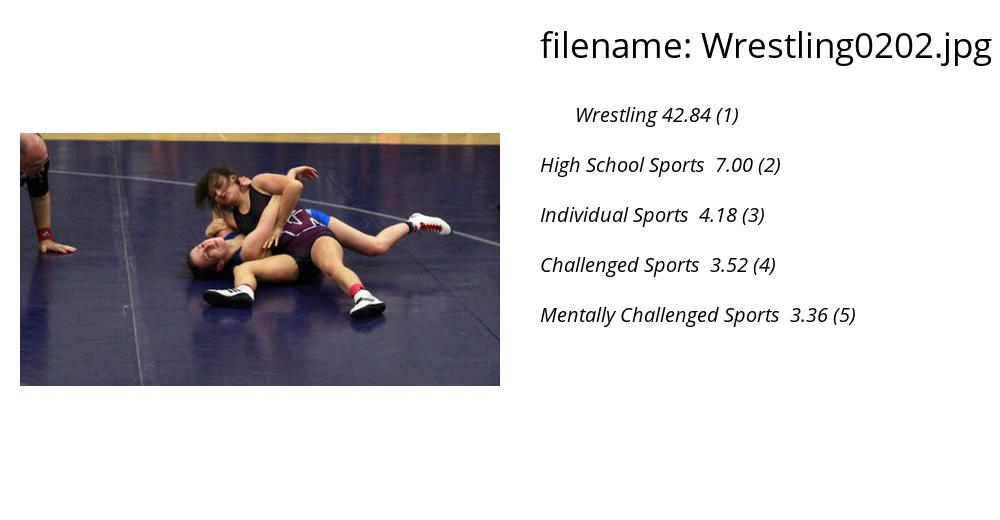 filename: Wrestling0202.jpg
Wrestling 42.84 (1)
High School Sports 7.00 (2)
Individual Sports 4.18 (3)
Challenged Sports 3.52 (4)
Mentally Challenged Sports 3.36 (5)